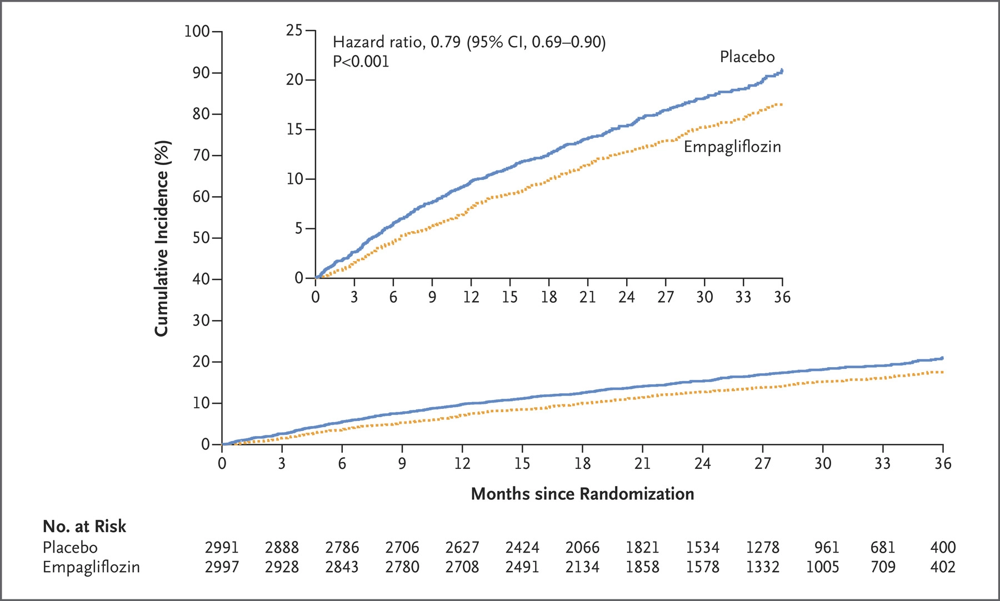 Cumulative Incidence (%)
100
90
80
70
60
50
40
30
20
10
0
25
20
15
10
5
0
Hazard ratio, 0.79 (95% CI, 0.69–0.90)
P<0.001
Placebo
Empagliflozin
0 3 6 9 12 15 18 21 24 27 30 33 36
0 3 6 9 12 15 18 21 24 27 30 33 36
Months since Randomization
No. at Risk
Placebo 2991 2888 2786 2706 2627 2424 2066 1821 1534 1278 961 681 400
Empagliflozin 2997 2928 2843 2780 2708 2491 2134 1858 1578 1332 1005 709 402